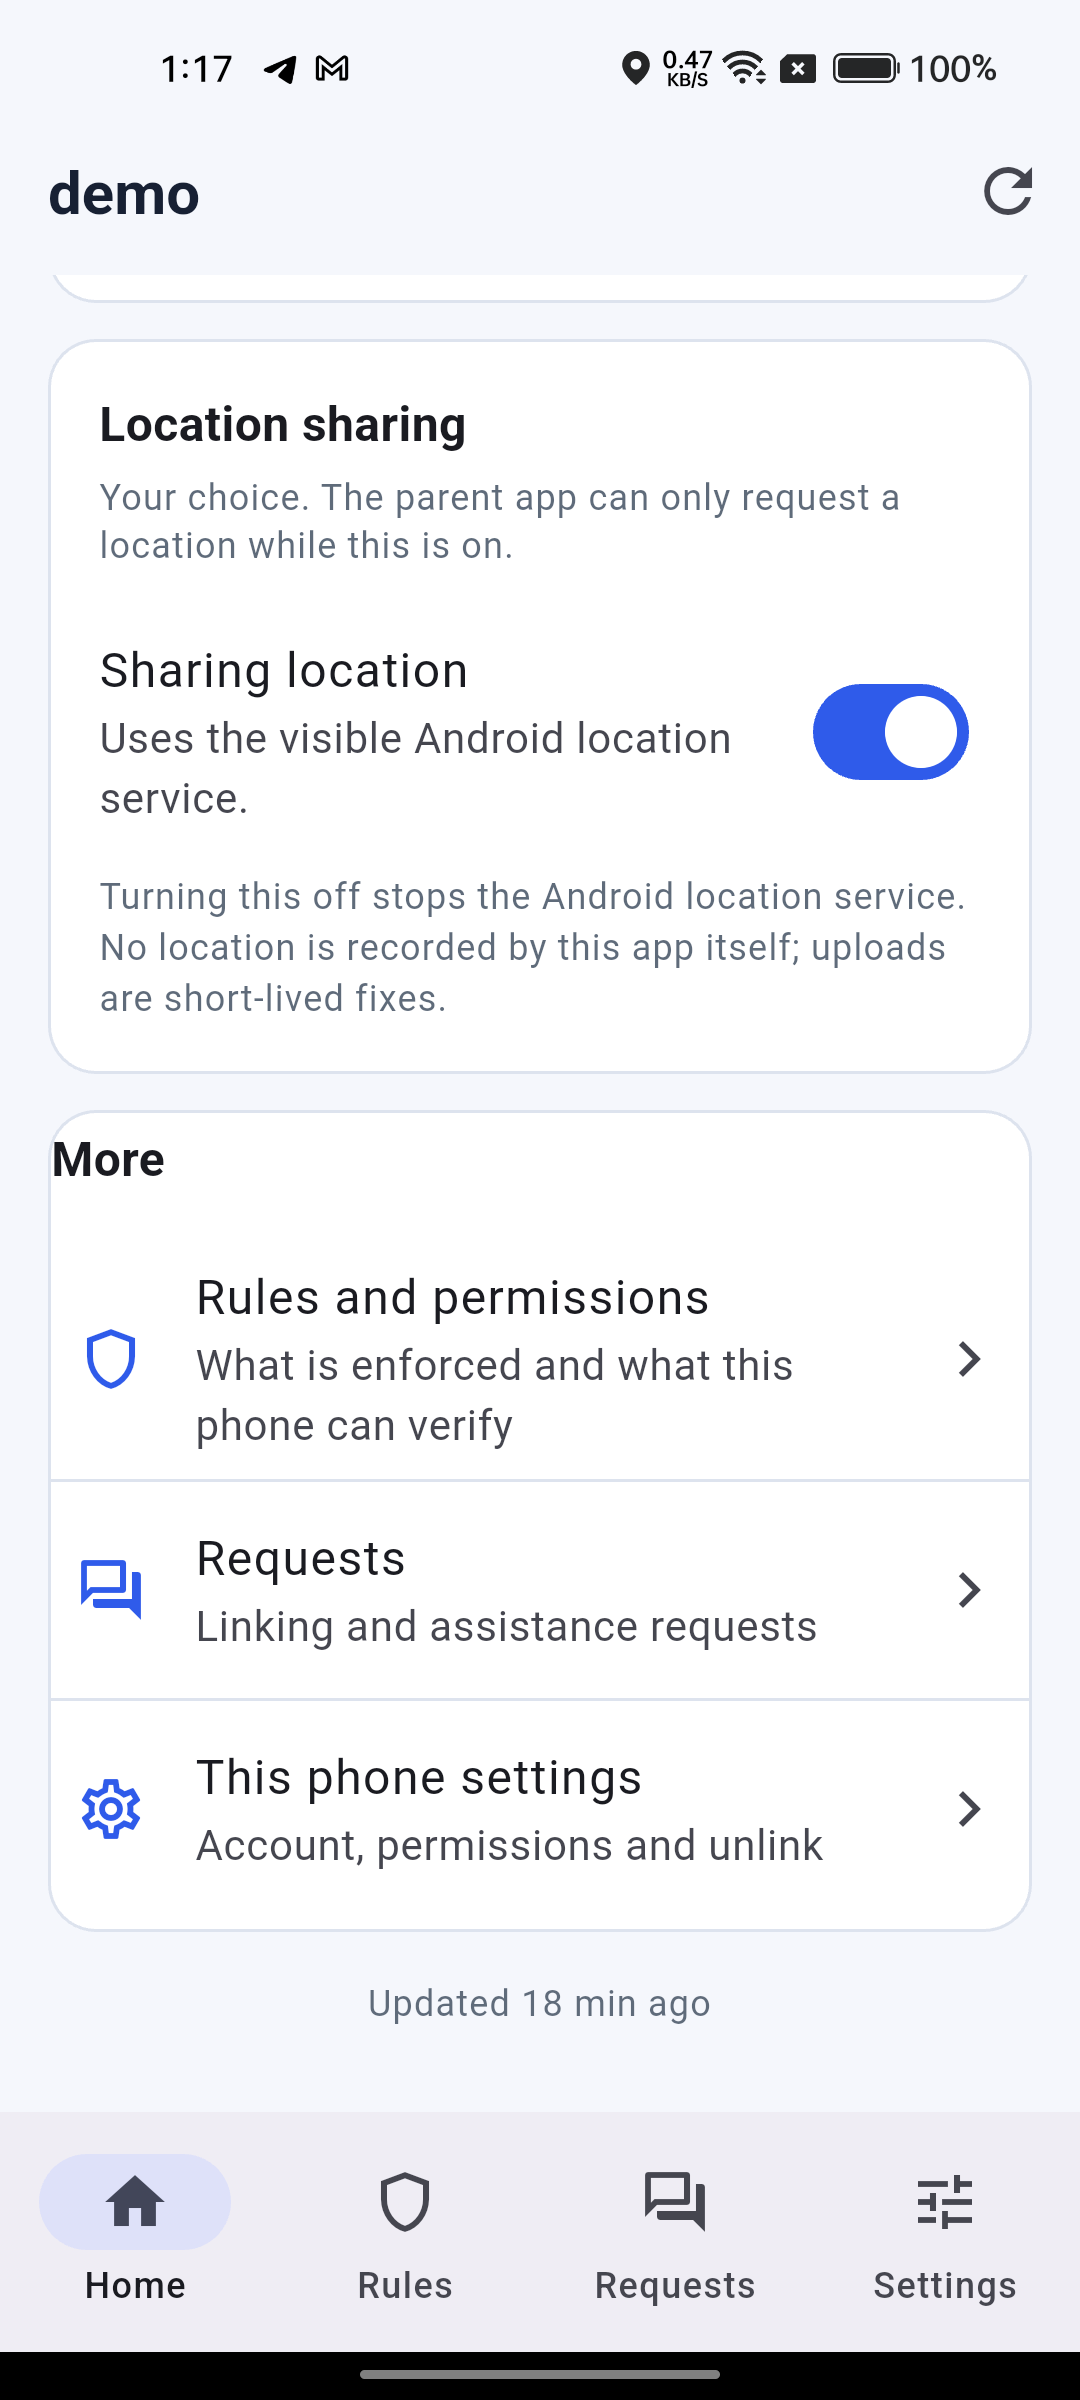 1:17
0.47
KB/S
100%
demo
Location sharing
Your choice. The parent app can only request a
location while this is on.
Sharing location
Uses the visible Android location
service.
Turning this off stops the Android location service.
No location is recorded by this app itself; uploads
are short-lived fixes.
More
Rules and permissions
What is enforced and what this
phone can verify
Requests
Linking and assistance requests
This phone settings
Account, permissions and unlink
Updated 18 min ago
Home
Rules
Requests
Settings